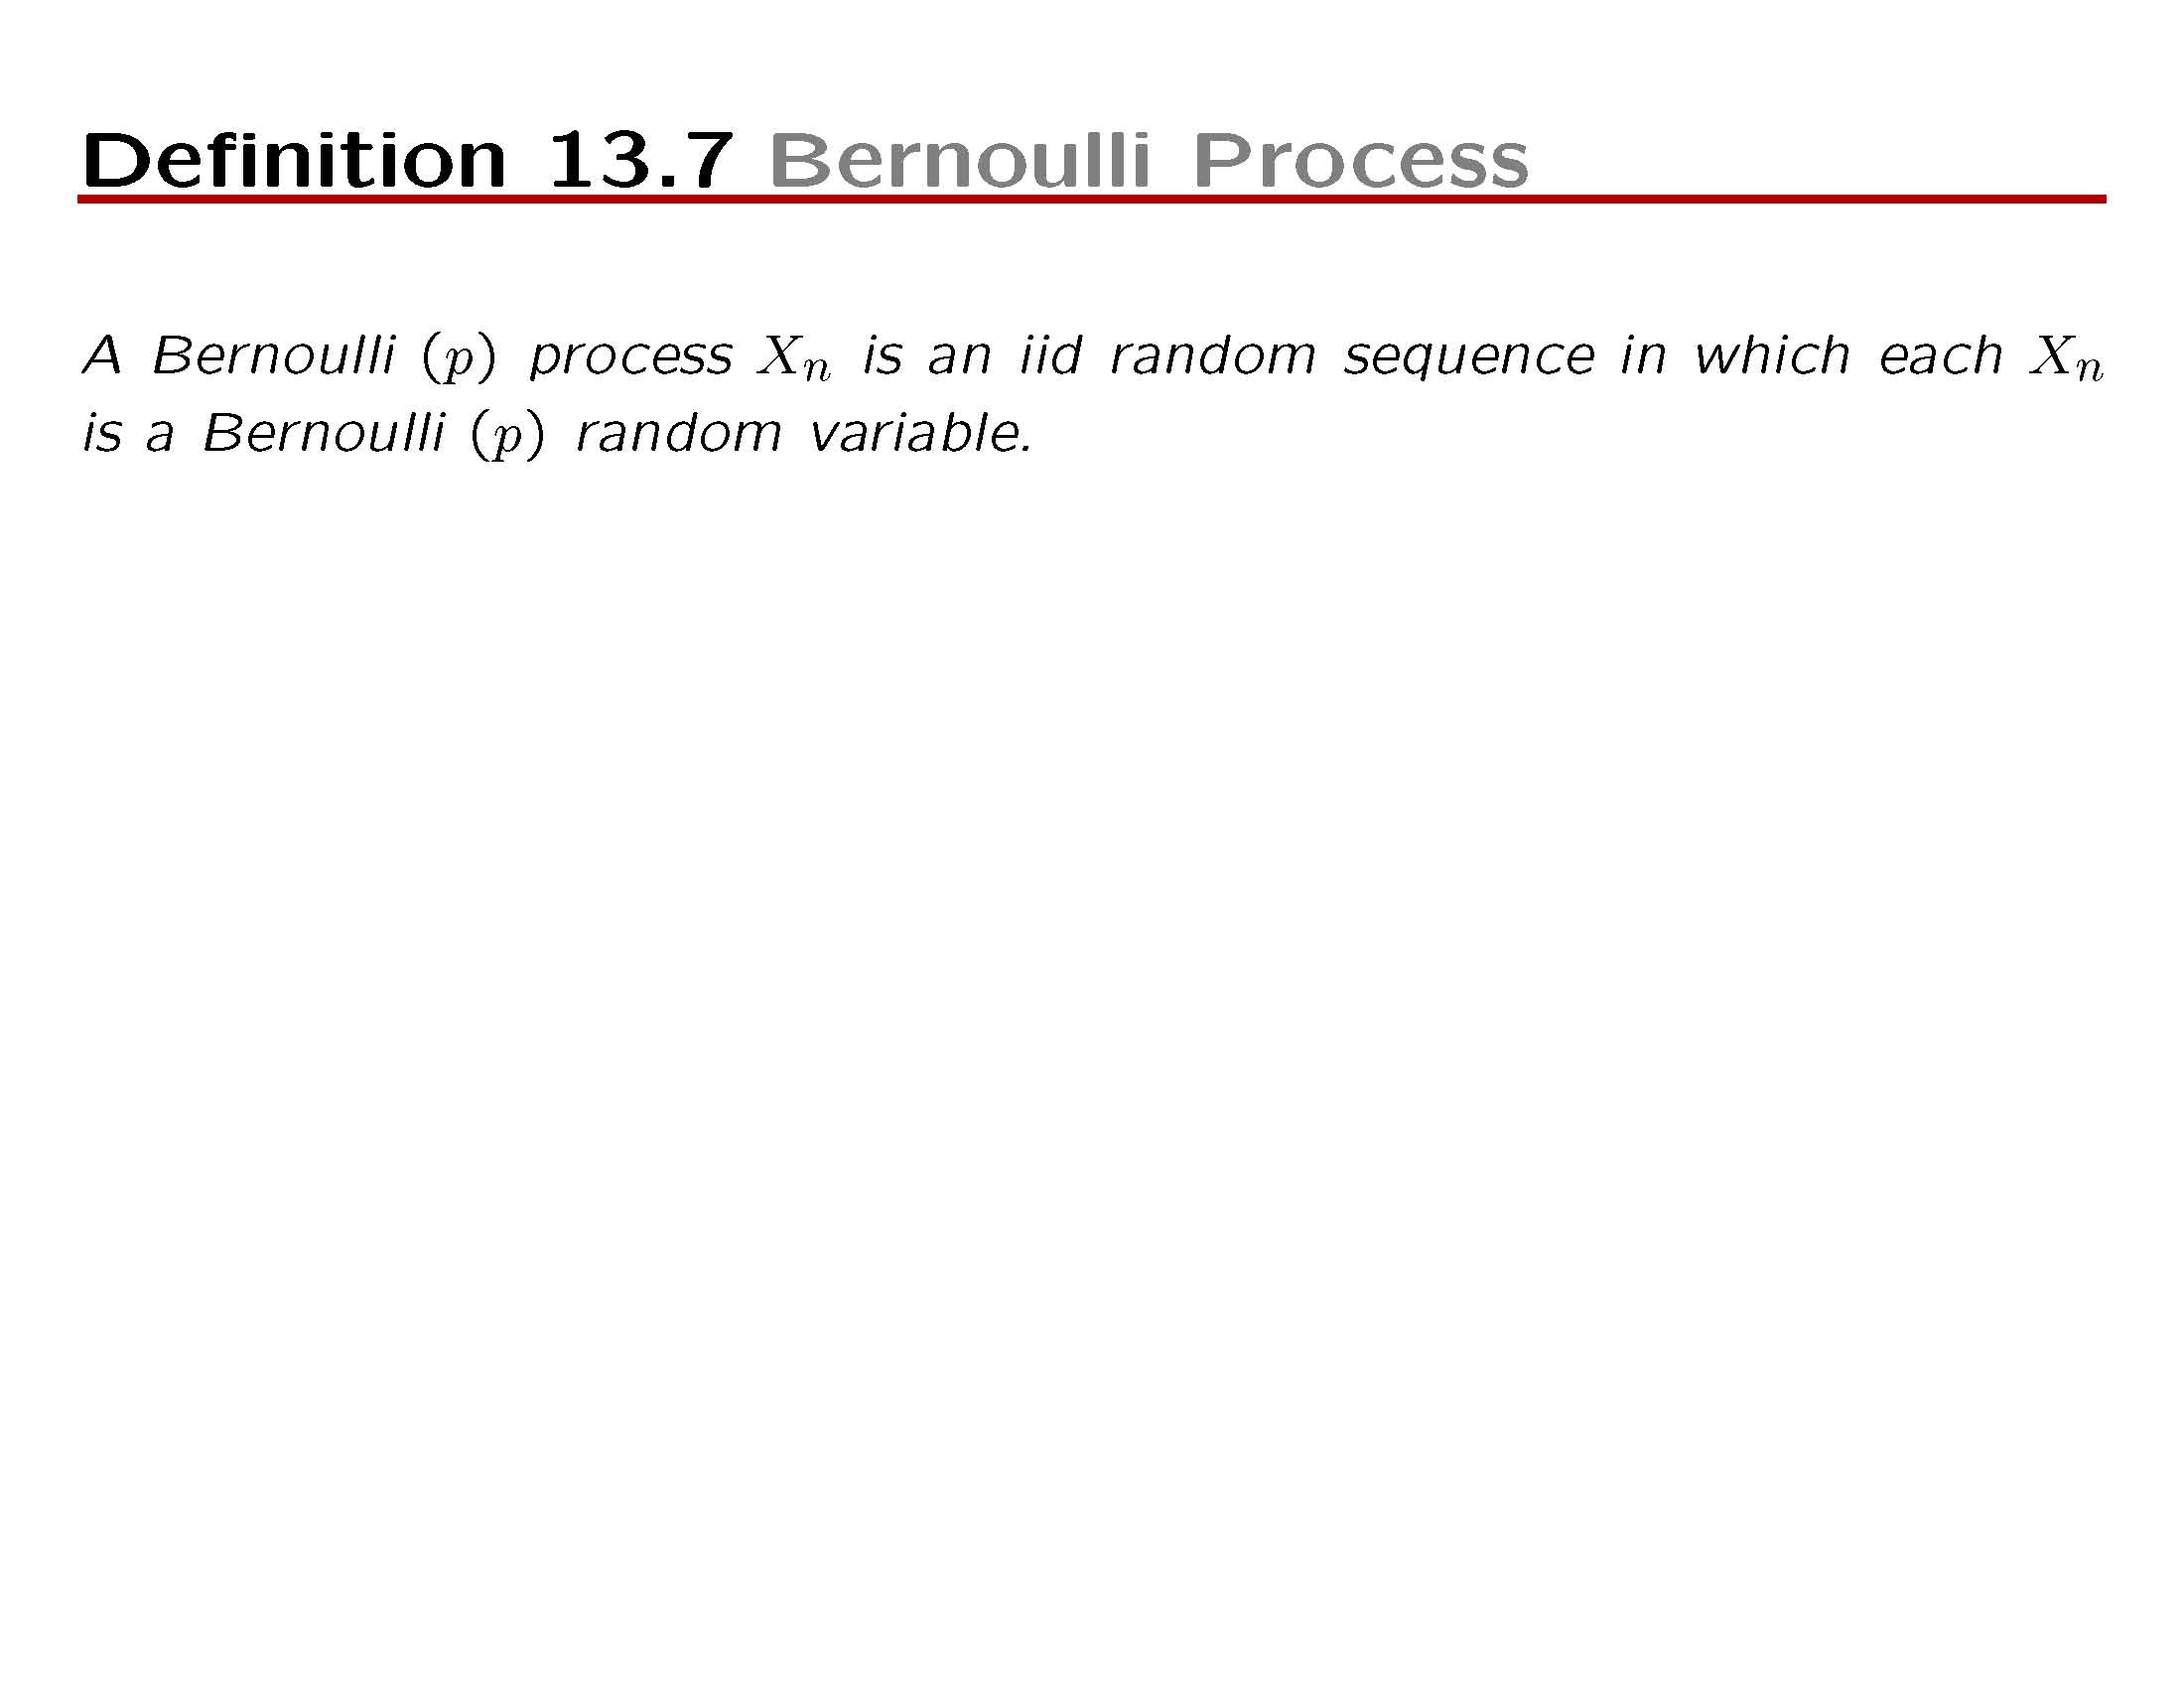 Definition 13.7 Bernoulli Process
A Bernoulli (p) process Xₙ is an iid random sequence in which each Xₙ
is a Bernoulli (p) random variable.